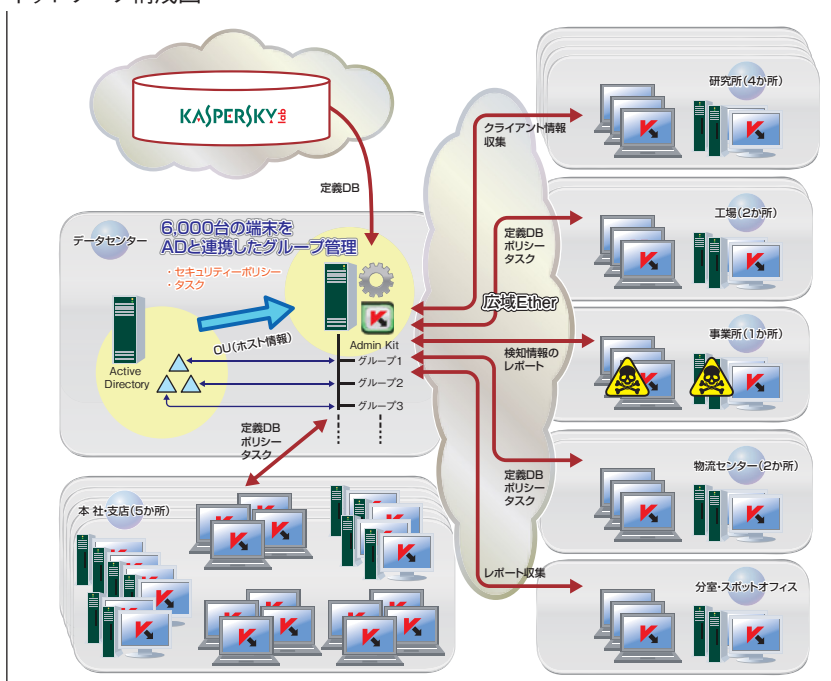 ネットワーク構成図
KASPERSKY lab
定義DB
データセンター
6,000台の端末を
ADと連携したグループ管理
・セキュリティーポリシー
・タスク
OU(ホスト情報)
Active
Directory
Admin Kit
グループ1
グループ2
グループ3
定義DB
ポリシー
タスク
本 社・支店(5か所)
広域Ether
クライアント情報
収集
定義DB
ポリシー
タスク
検知情報の
レポート
定義DB
ポリシー
タスク
レポート収集
研究所(4か所)
工場(2か所)
事業所(1か所)
物流センター(2か所)
分室・スポットオフィス